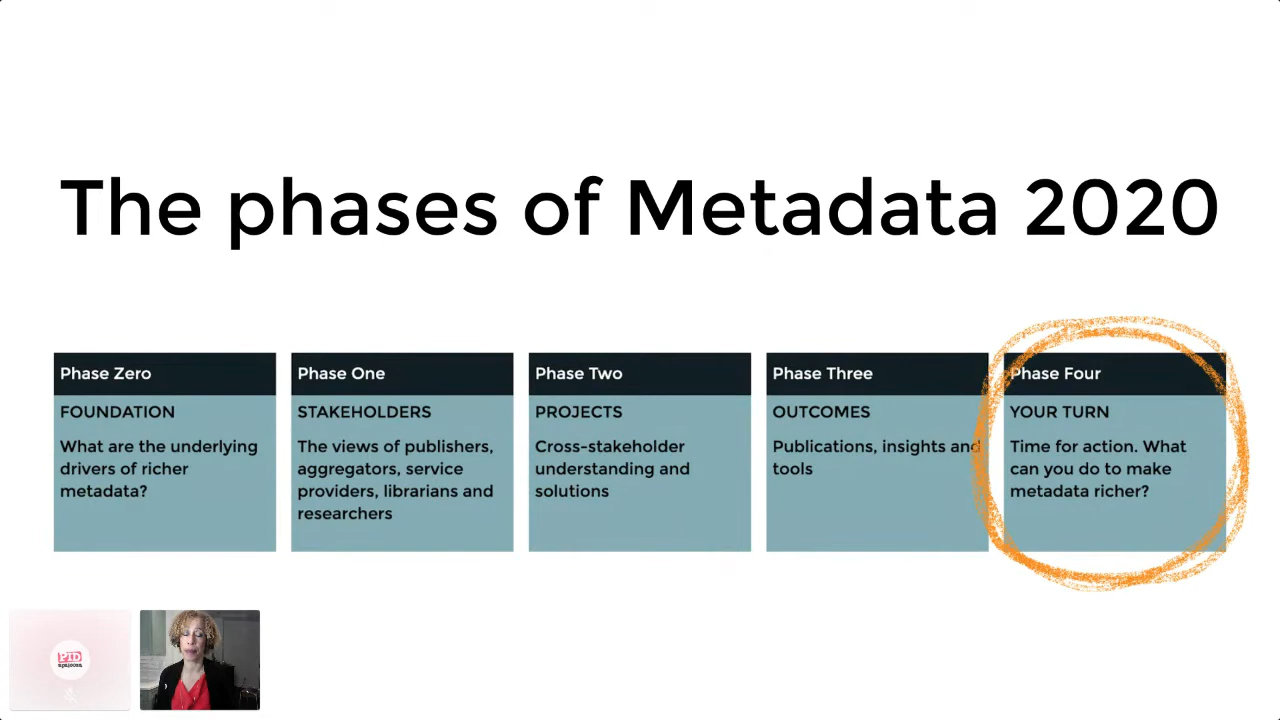 The phases of Metadata 2020
Phase Zero
FOUNDATION
What are the underlying
drivers of richer
metadata?
Phase One
STAKEHOLDERS
The views of publishers,
aggregators, service
providers, librarians and
researchers
Phase Two
PROJECTS
Cross-stakeholder
understanding and
solutions
Phase Three
OUTCOMES
Publications, insights and
tools
Phase Four
YOUR TURN
Time for action. What
can you do to make
metadata richer?
PID
apalooza